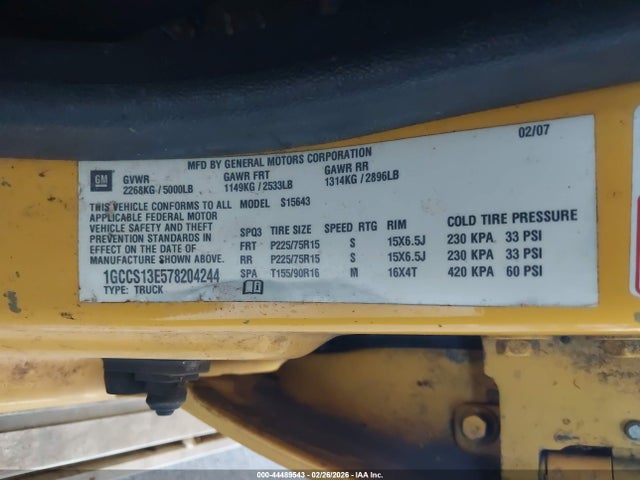 02/07
MFD BY GENERAL MOTORS CORPORATION
GM GVWR GAWR FRT GAWR RR
2268KG / 5000LB 1149KG / 2533LB 1314KG / 2896LB
THIS VEHICLE CONFORMS TO ALL MODEL S15643
APPLICABLE FEDERAL MOTOR
VEHICLE SAFETY AND THEFT SPQ3 TIRE SIZE SPEED RTG RIM COLD TIRE PRESSURE
PREVENTION STANDARDS IN FRT P225/75R15 S 15X6.5J 230 KPA 33 PSI
EFFECT ON THE DATE OF RR P225/75R15 S 15X6.5J 230 KPA 33 PSI
MANUFACTURE SHOWN ABOVE.
1GCCS13E578204244 SPA T155/90R16 M 16X4T 420 KPA 60 PSI
TYPE: TRUCK
000-44489543 - 02/26/2026 - IAA Inc.